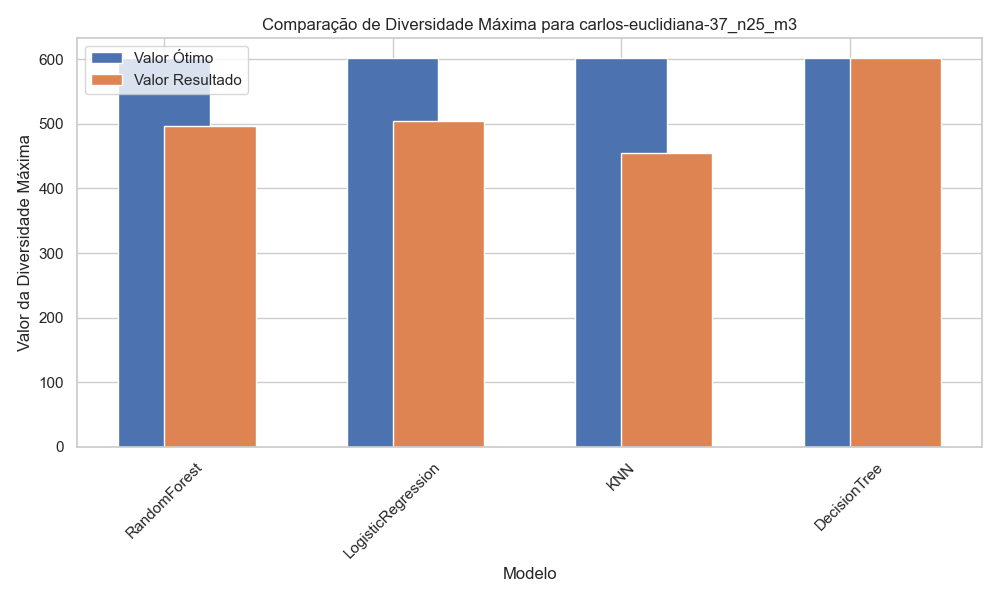 Comparação de Diversidade Máxima para carlos-euclidiana-37_n25_m3
Valor Ótimo
Valor Resultado
Valor da Diversidade Máxima
600
500
400
300
200
100
0
RandomForest
LogisticRegression
KNN
DecisionTree
Modelo